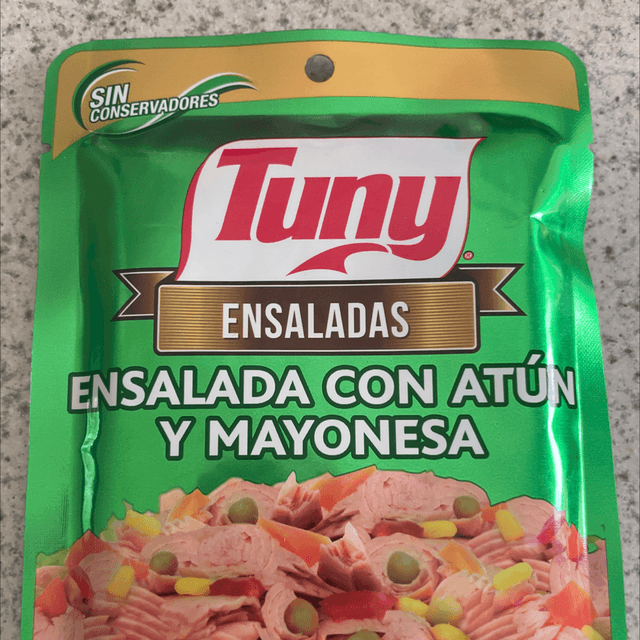 SIN
CONSERVADORES
Tuny
ENSALADAS
ENSALADA CON ATÚN
Y MAYONESA